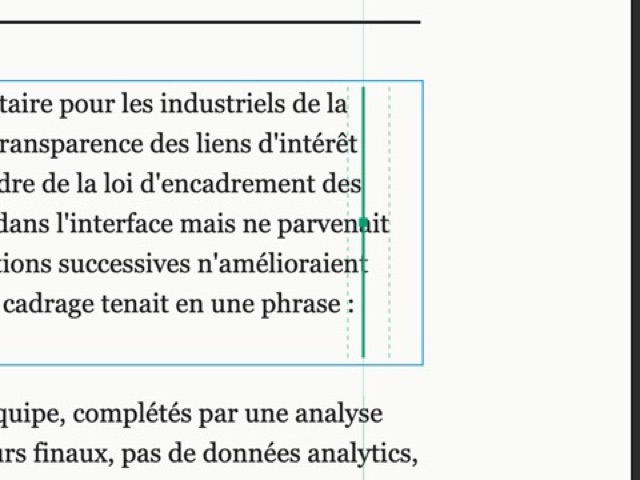 taire pour les industriels de la
ransparence des liens d'intérêt
dre de la loi d'encadrement des
dans l'interface mais ne parvenait
tions successives n'amélioraient
cadrage tenait en une phrase :
quipe, complétés par une analyse
urs finaux, pas de données analytics,